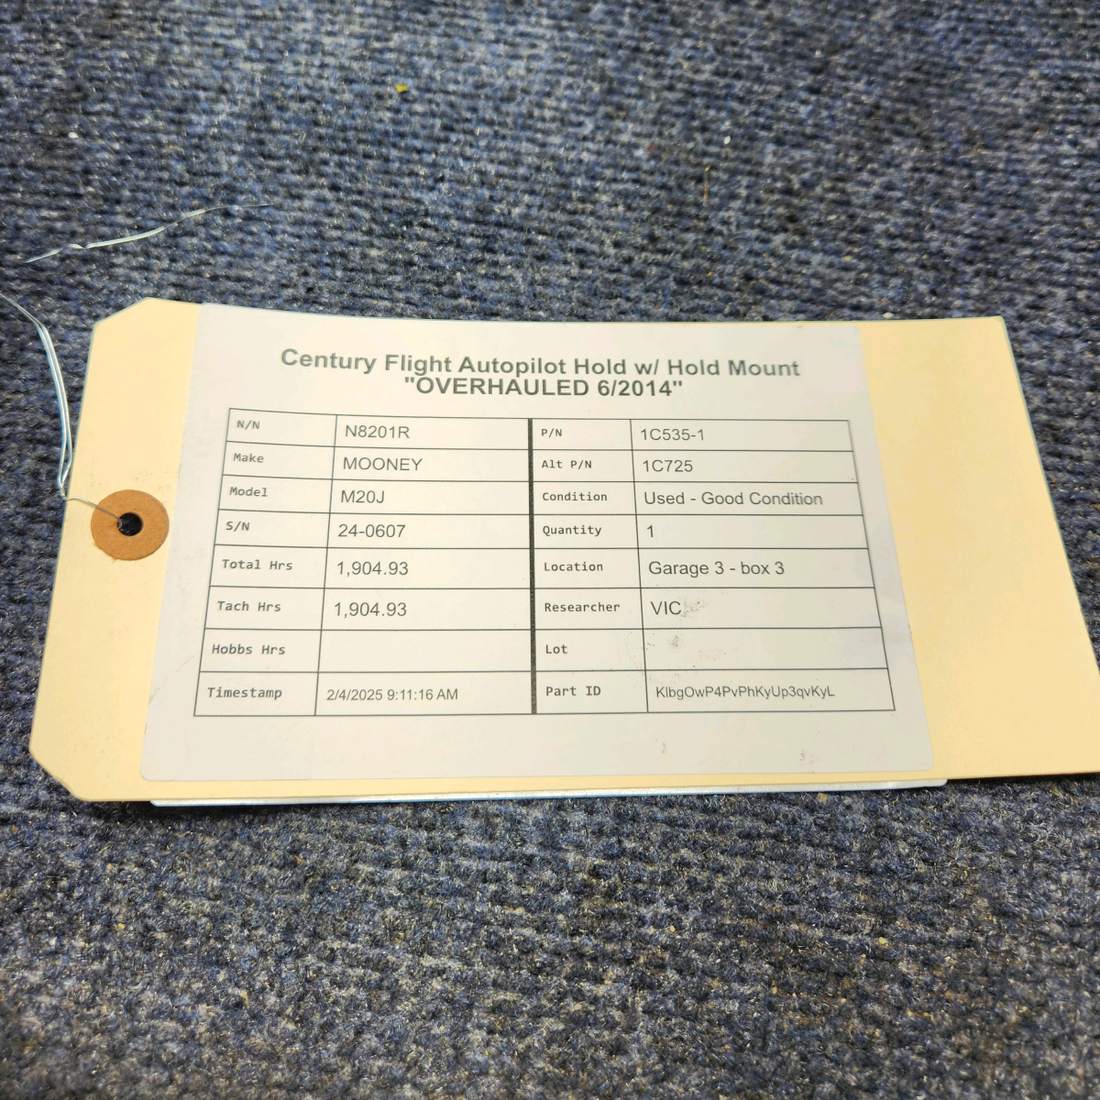 Century Flight Autopilot Hold w/ Hold Mount
"OVERHAULED 6/2014"
N/N N8201R P/N 1C535-1
Make MOONEY Alt P/N 1C725
Model M20J Condition Used - Good Condition
S/N 24-0607 Quantity 1
Total Hrs 1,904.93 Location Garage 3 - box 3
Tach Hrs 1,904.93 Researcher VIC
Hobbs Hrs Lot
Timestamp 2/4/2025 9:11:16 AM Part ID KlbgOwP4PvPhKyUp3qvKyL